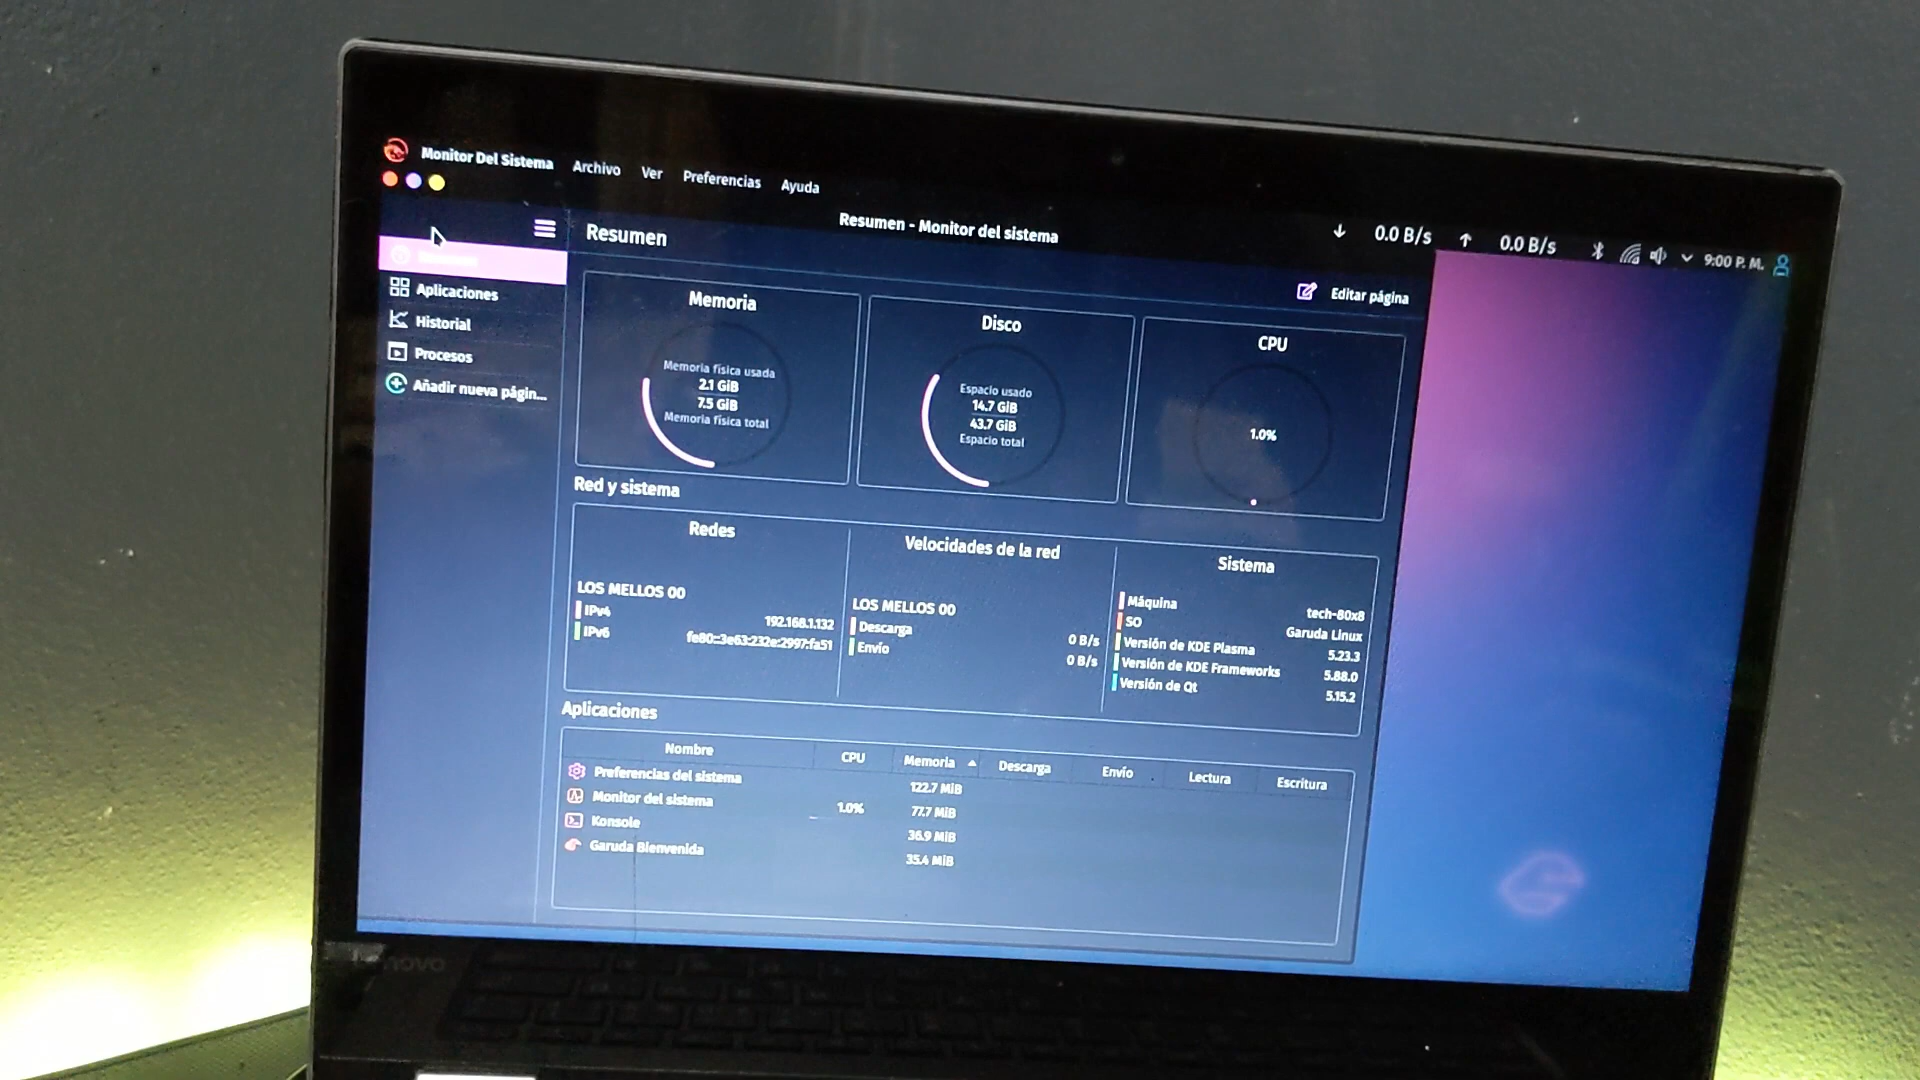 Monitor Del Sistema Archivo Ver Preferencias Ayuda
0.0 B/s 0.0 B/s 9:00 P. M.
Resumen - Monitor del sistema
Resumen
Editar página
Aplicaciones
Historial
Procesos
Añadir nueva págin...
Memoria
Memoria física usada
2.1 GiB
7.5 GiB
Memoria física total
Disco
Espacio usado
14.7 GiB
43.7 GiB
Espacio total
CPU
1.0%
Red y sistema
Redes
LOS MELLOS 00
IPv4 192.168.1.132
IPv6 fe80::3e63:232e:2997:fa51
Velocidades de la red
LOS MELLOS 00
Descarga 0 B/s
Envío 0 B/s
Sistema
Máquina tech-80x8
SO Garuda Linux
Versión de KDE Plasma 5.23.3
Versión de KDE Frameworks 5.88.0
Versión de Qt 5.15.2
Aplicaciones
Nombre CPU Memoria Descarga Envío Lectura Escritura
Preferencias del sistema 122.7 MiB
Monitor del sistema 1.0% 77.7 MiB
Konsole 36.9 MiB
Garuda Bienvenida 35.4 MiB